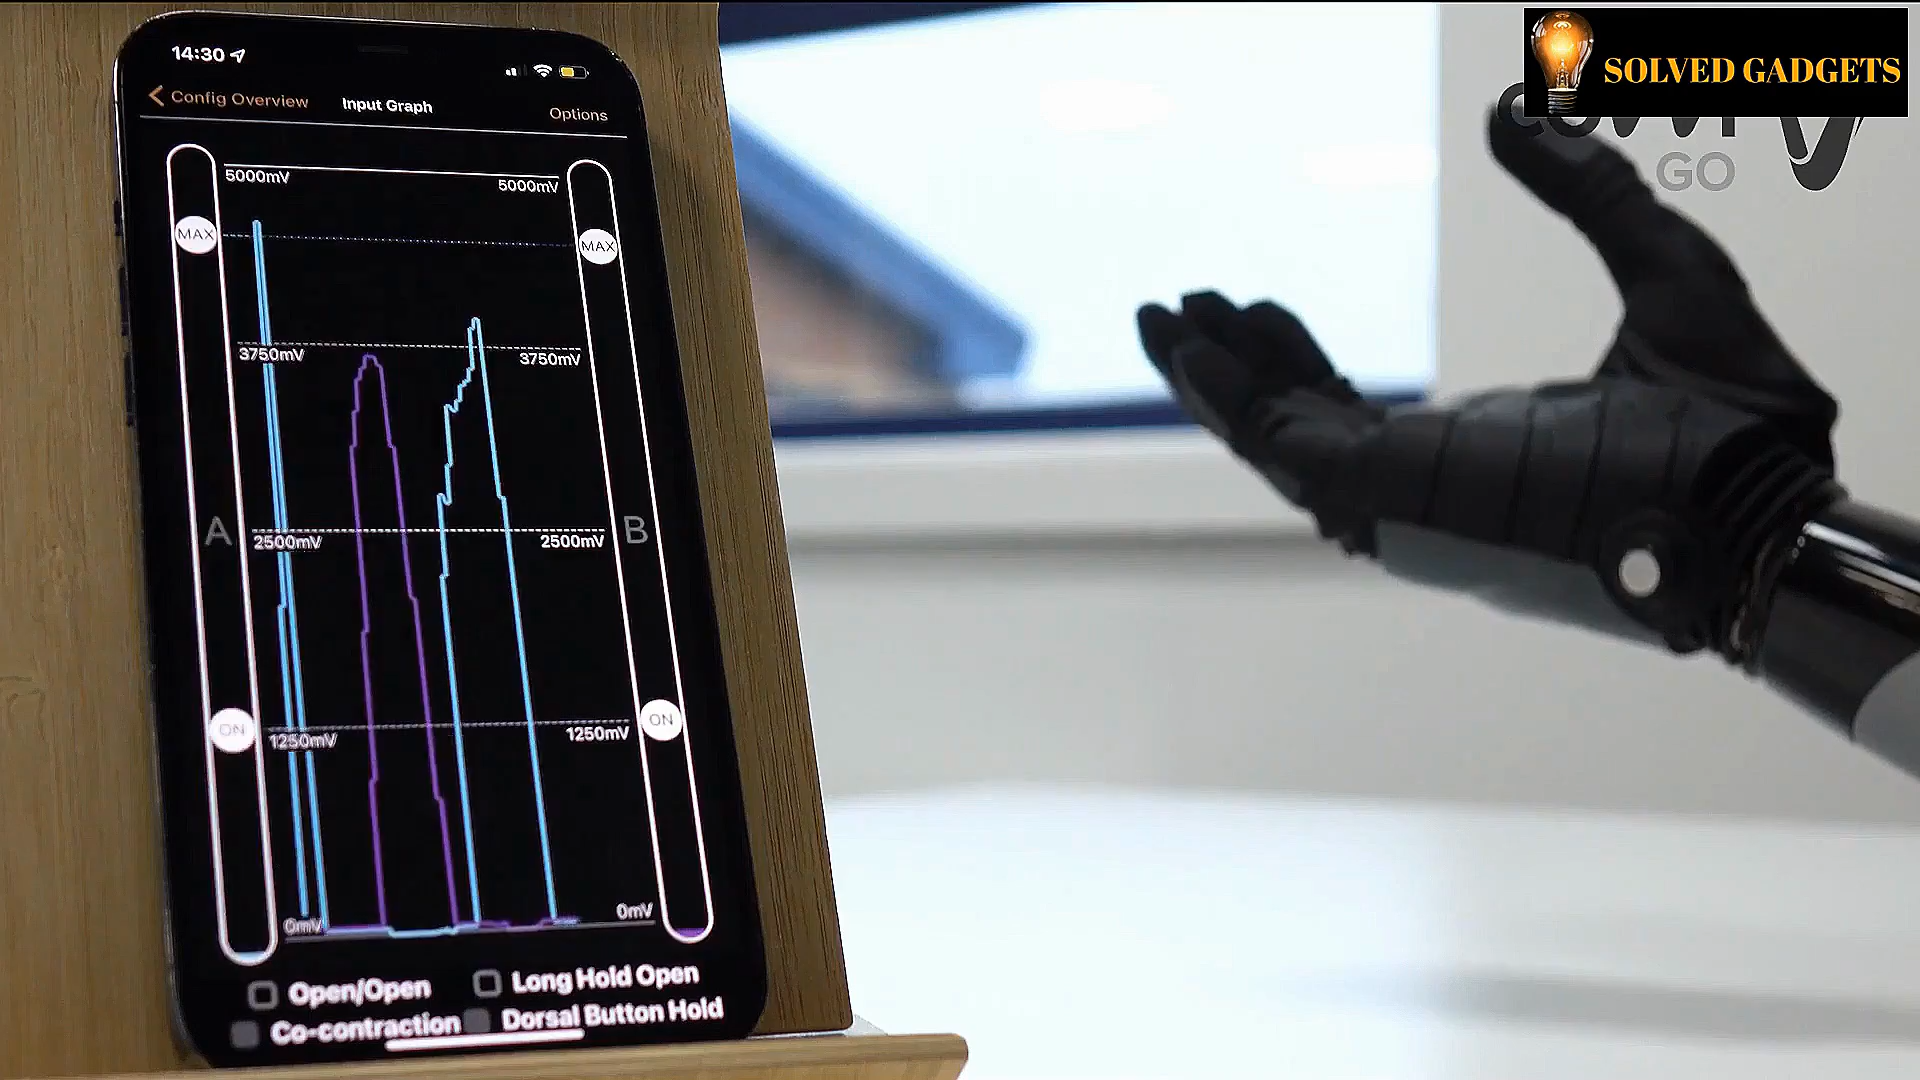 14:30
Config Overview
Input Graph
Options
5000mV
5000mV
MAX
MAX
3750mV
3750mV
A
B
2500mV
2500mV
ON
ON
1250mV
1250mV
0mV
0mV
Open/Open
Long Hold Open
Co-contraction
Dorsal Button Hold
SOLVED GADGETS
GO